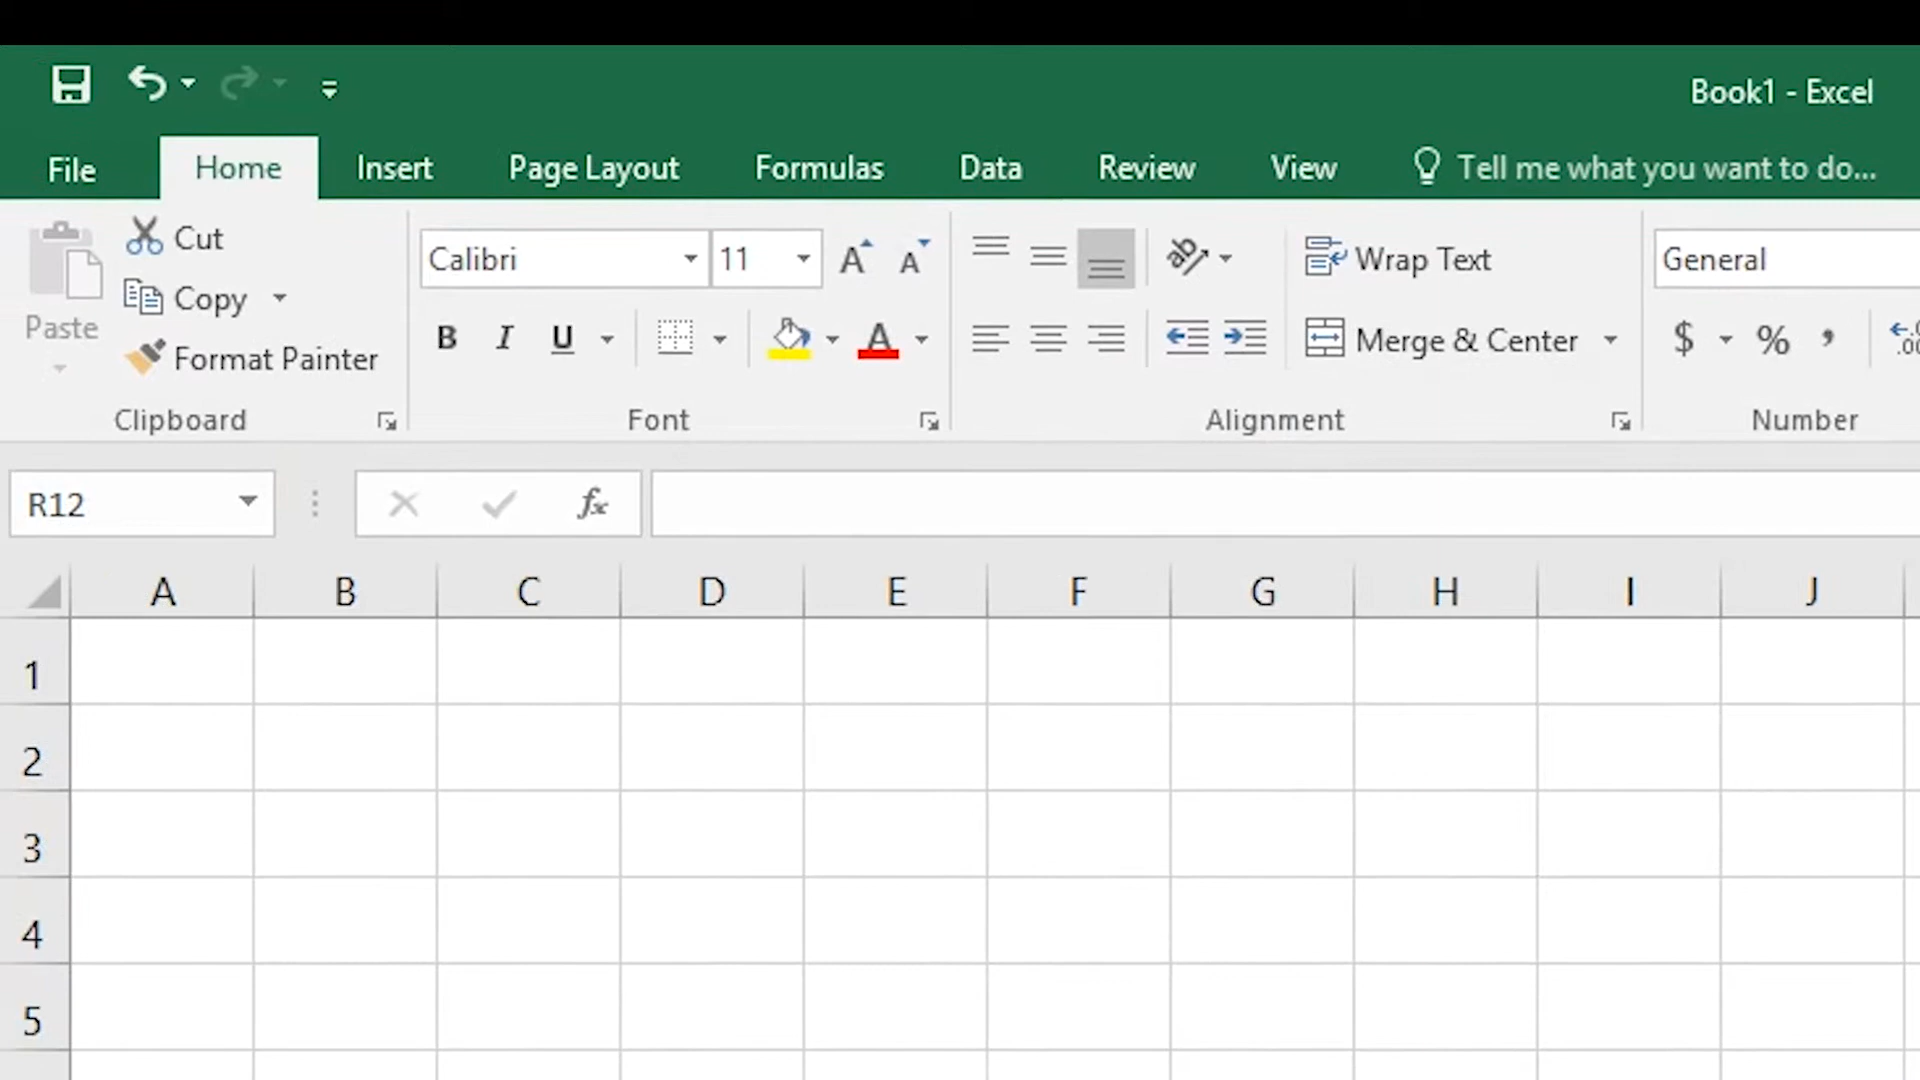 Book1 - Excel
File Home Insert Page Layout Formulas Data Review View Tell me what you want to do...
Paste
Cut
Copy
Format Painter
Clipboard
Calibri 11
B I U
Font
Wrap Text
Merge & Center
Alignment
General
$ % ,
Number
R12
fx
A B C D E F G H I J
1
2
3
4
5